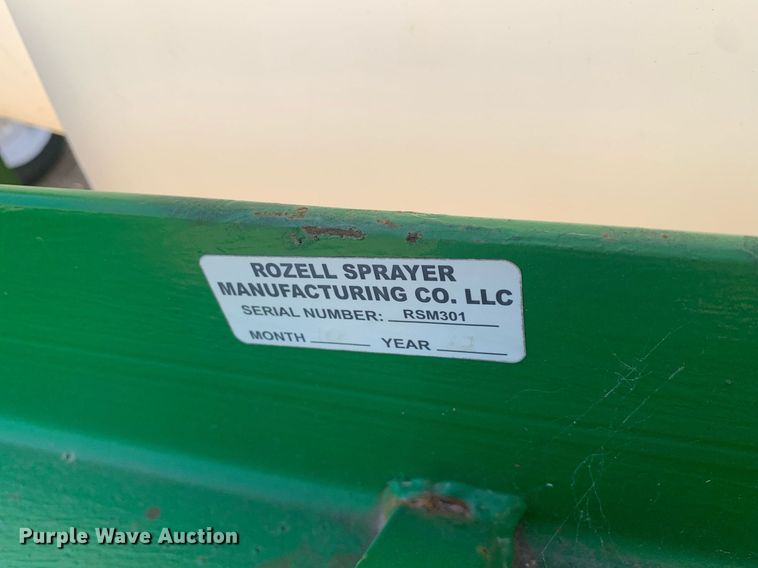 ROZELL SPRAYER
MANUFACTURING CO. LLC
SERIAL NUMBER: RSM301
MONTH YEAR
Purple Wave Auction®